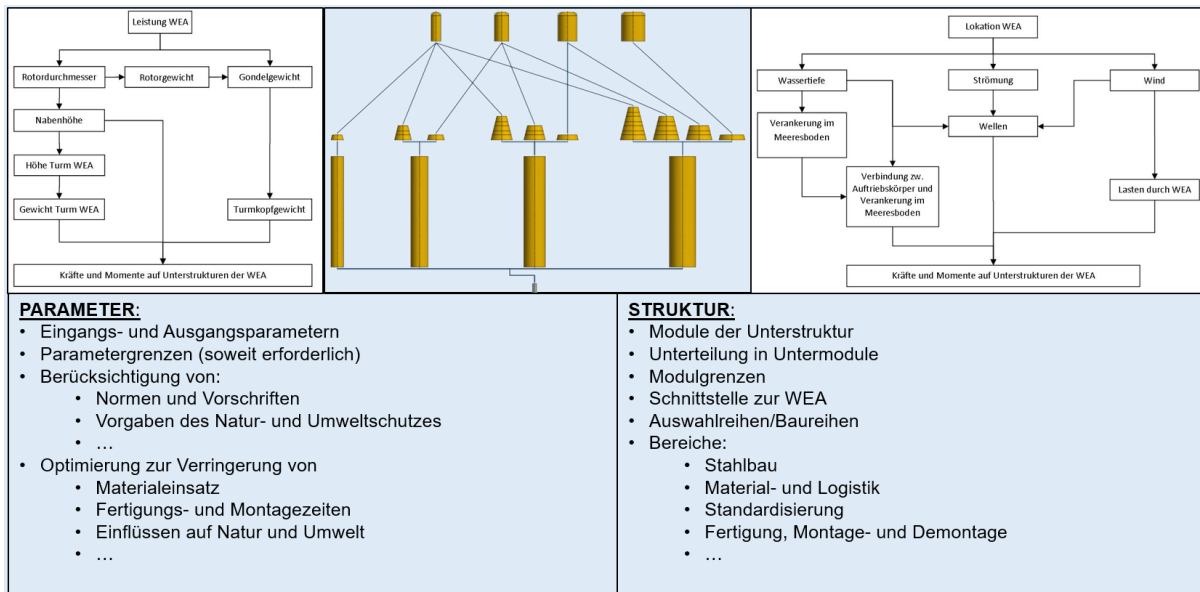 Leistung WEA
Rotordurchmesser
Rotorgewicht
Gondelgewicht
Nabenhöhe
Höhe Turm WEA
Gewicht Turm WEA
Turmkopfgewicht
Kräfte und Momente auf Unterstrukturen der WEA
Lokation WEA
Wassertiefe
Strömung
Wind
Verankerung im
Meeresboden
Wellen
Verbindung zw.
Auftriebskörper und
Verankerung im
Meeresboden
Lasten durch WEA
Kräfte und Momente auf Unterstrukturen der WEA
PARAMETER:
• Eingangs- und Ausgangsparametern
• Parametergrenzen (soweit erforderlich)
• Berücksichtigung von:
• Normen und Vorschriften
• Vorgaben des Natur- und Umweltschutzes
• …
• Optimierung zur Verringerung von
• Materialeinsatz
• Fertigungs- und Montagezeiten
• Einflüssen auf Natur und Umwelt
• …
STRUKTUR:
• Module der Unterstruktur
• Unterteilung in Untermodule
• Modulgrenzen
• Schnittstelle zur WEA
• Auswahlreihen/Baureihen
• Bereiche:
• Stahlbau
• Material- und Logistik
• Standardisierung
• Fertigung, Montage- und Demontage
• …